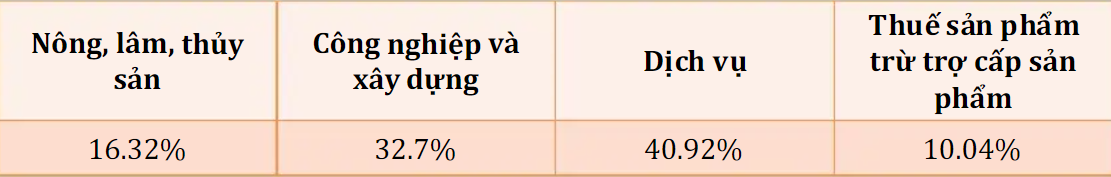 Nông, lâm, thủy
sản
Công nghiệp và
xây dựng
Dịch vụ
Thuế sản phẩm
trừ trợ cấp sản
phẩm
16.32%
32.7%
40.92%
10.04%